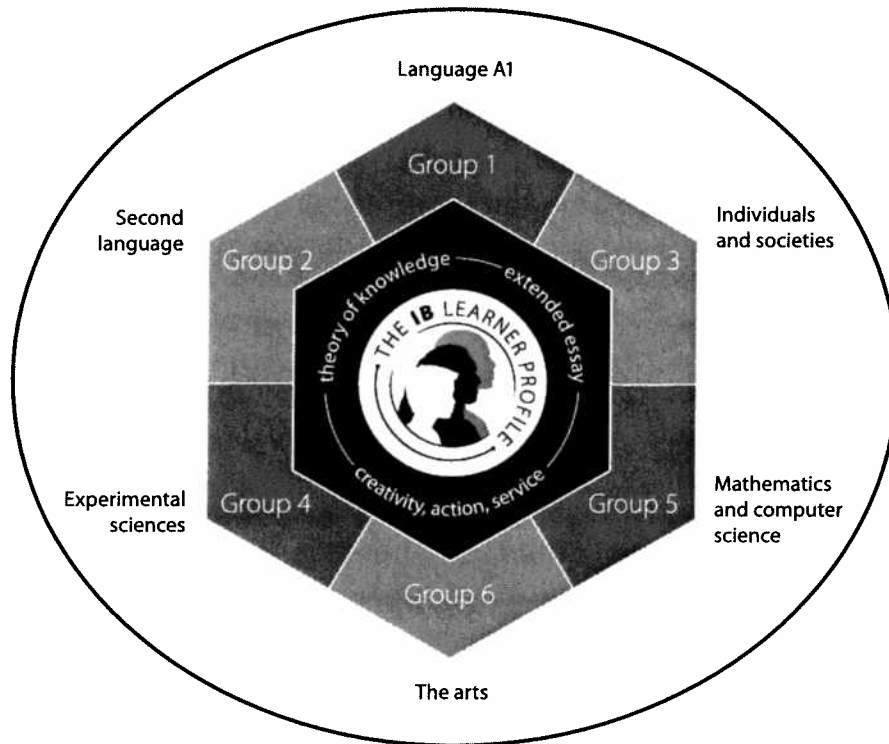 Language A1
Group 1
Second
language
Group 2
Individuals
and societies
Group 3
theory of knowledge
extended essay
THE IB LEARNER PROFILE
creativity, action, service
Experimental
sciences
Group 4
Mathematics
and computer
science
Group 5
Group 6
The arts